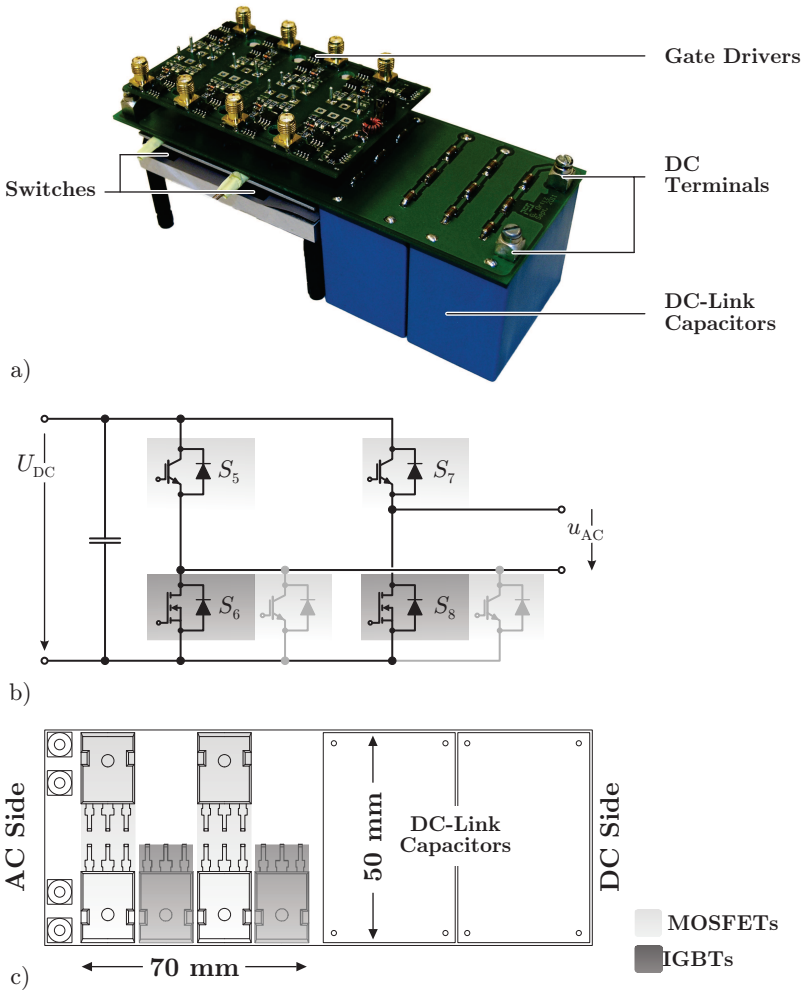 Gate Drivers
DC
Terminals
Switches
DC-Link
Capacitors
a)
U_DC
S_5
S_7
u_AC
S_6
S_8
b)
AC Side
50 mm
DC-Link
Capacitors
DC Side
MOSFETs
IGBTs
70 mm
c)